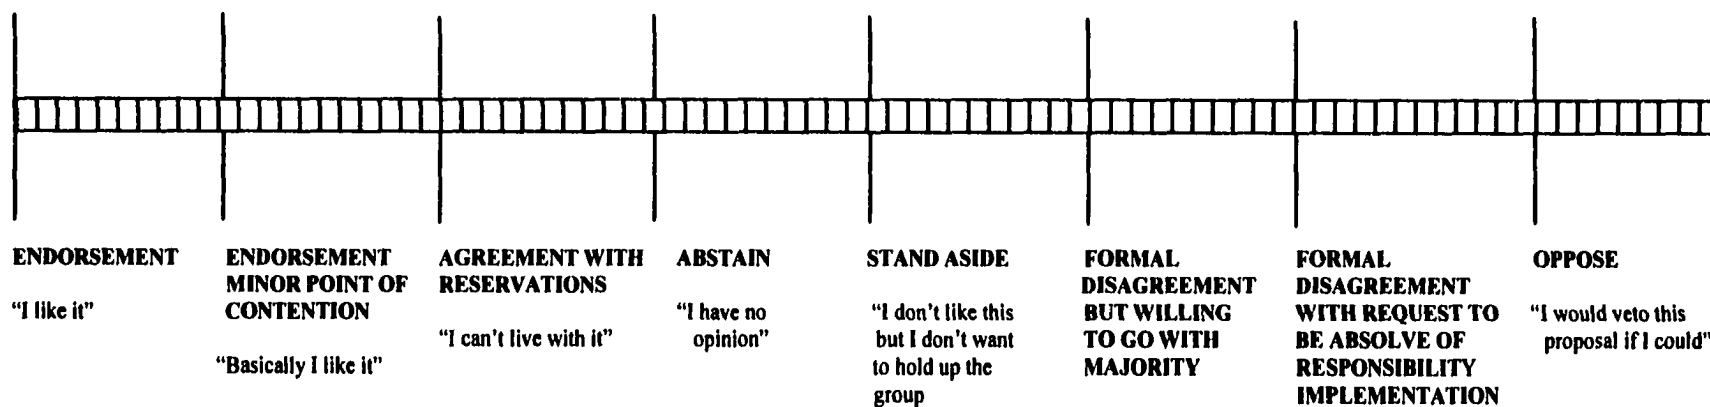 ENDORSEMENT
"I like it"
ENDORSEMENT
MINOR POINT OF
CONTENTION
"Basically I like it"
AGREEMENT WITH
RESERVATIONS
"I can't live with it"
ABSTAIN
"I have no
opinion"
STAND ASIDE
"I don't like this
but I don't want
to hold up the
group
FORMAL
DISAGREEMENT
BUT WILLING
TO GO WITH
MAJORITY
FORMAL
DISAGREEMENT
WITH REQUEST TO
BE ABSOLVE OF
RESPONSIBILITY
IMPLEMENTATION
OPPOSE
"I would veto this
proposal if I could"